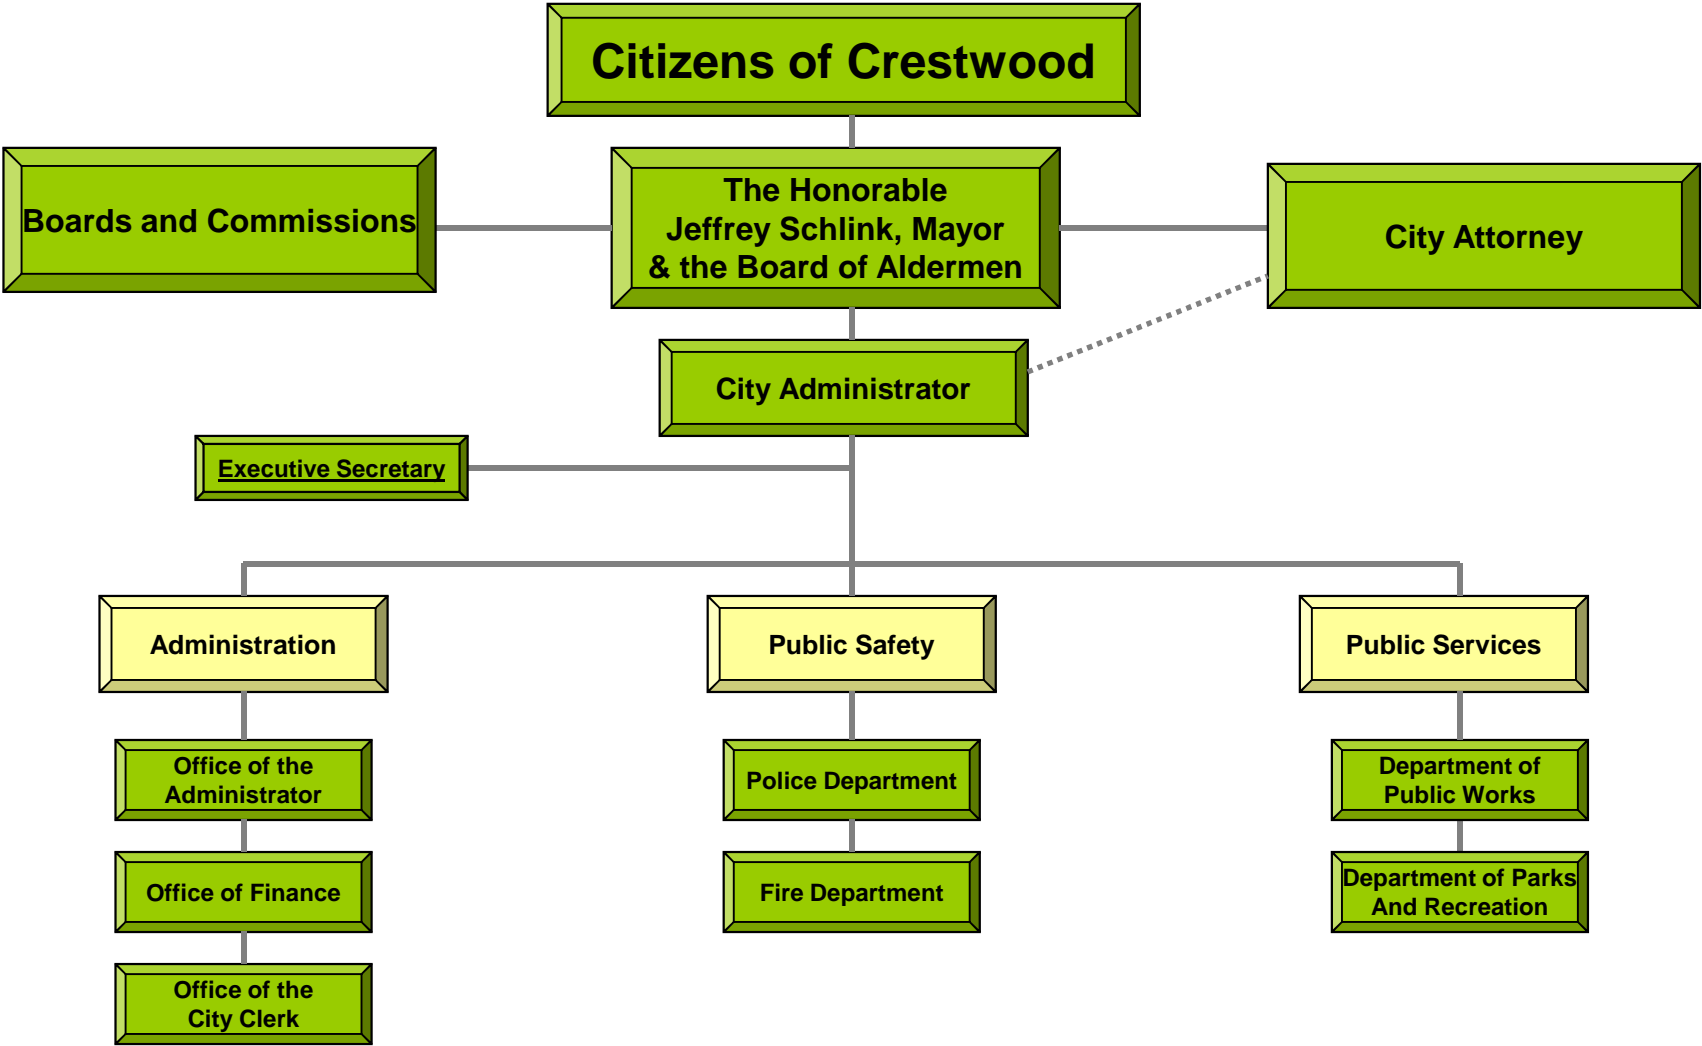 Citizens of Crestwood
Boards and Commissions
The Honorable
Jeffrey Schlink, Mayor
& the Board of Aldermen
City Attorney
City Administrator
Executive Secretary
Administration
Public Safety
Public Services
Office of the
Administrator
Police Department
Department of
Public Works
Office of Finance
Fire Department
Department of Parks
And Recreation
Office of the
City Clerk